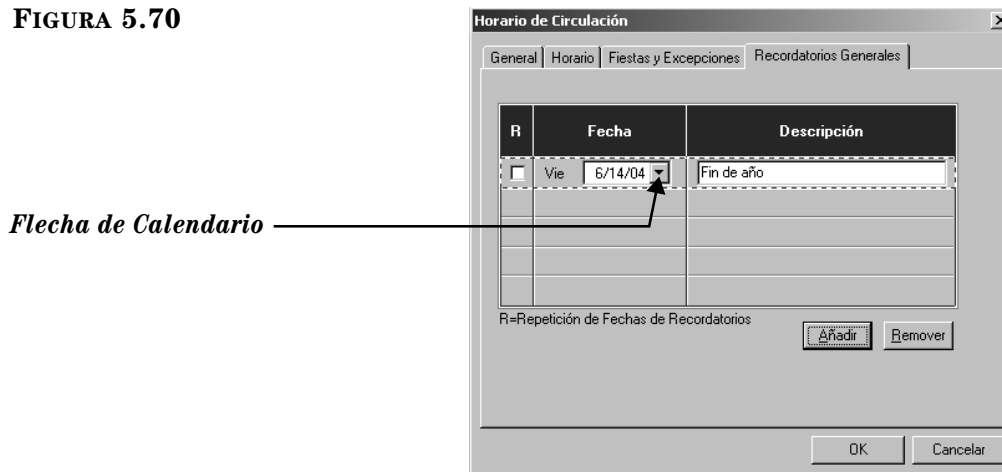 FIGURA 5.70
Horario de Circulación
General Horario Fiestas y Excepciones Recordatorios Generales
R Fecha Descripción
Vie 6/14/04 Fin de año
Flecha de Calendario
R=Repetición de Fechas de Recordatorios
Añadir Remover
OK Cancelar